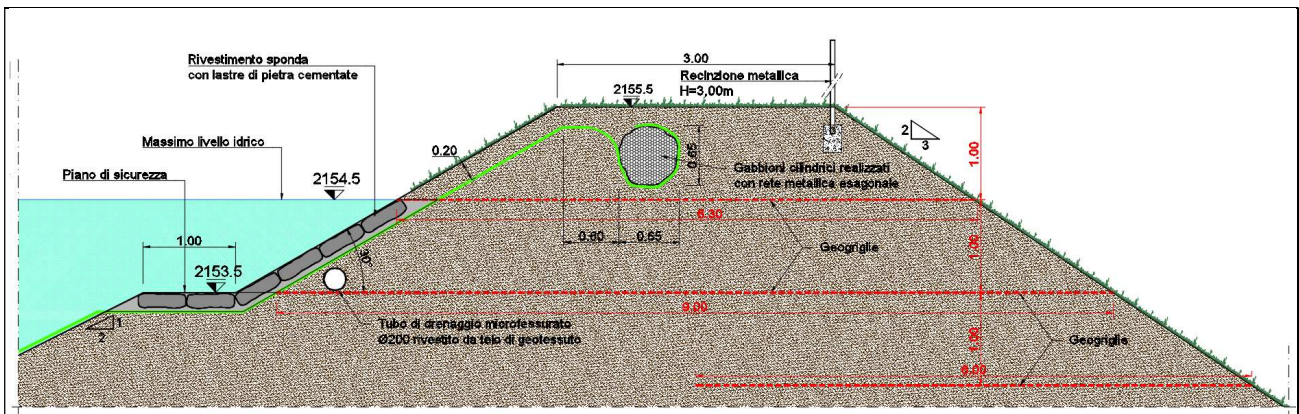 Rivestimento sponda
con lastre di pietra cementate
3.00
Recinzione metallica
H=3,00m
2155.5
Massimo livello idrico
0.20
2
3
1.00
Piano di sicurezza
2154.5
0.65
Gabbioni cilindrici realizzati
con rete metallica esagonale
6.30
1.00
0.60
0.65
Geogriglie
1.00
2153.5
30°
1
2
Tubo di drenaggio microfessurato
Ø200 rivestito da telo di geotessuto
9.00
1.00
Geogriglie
6.00